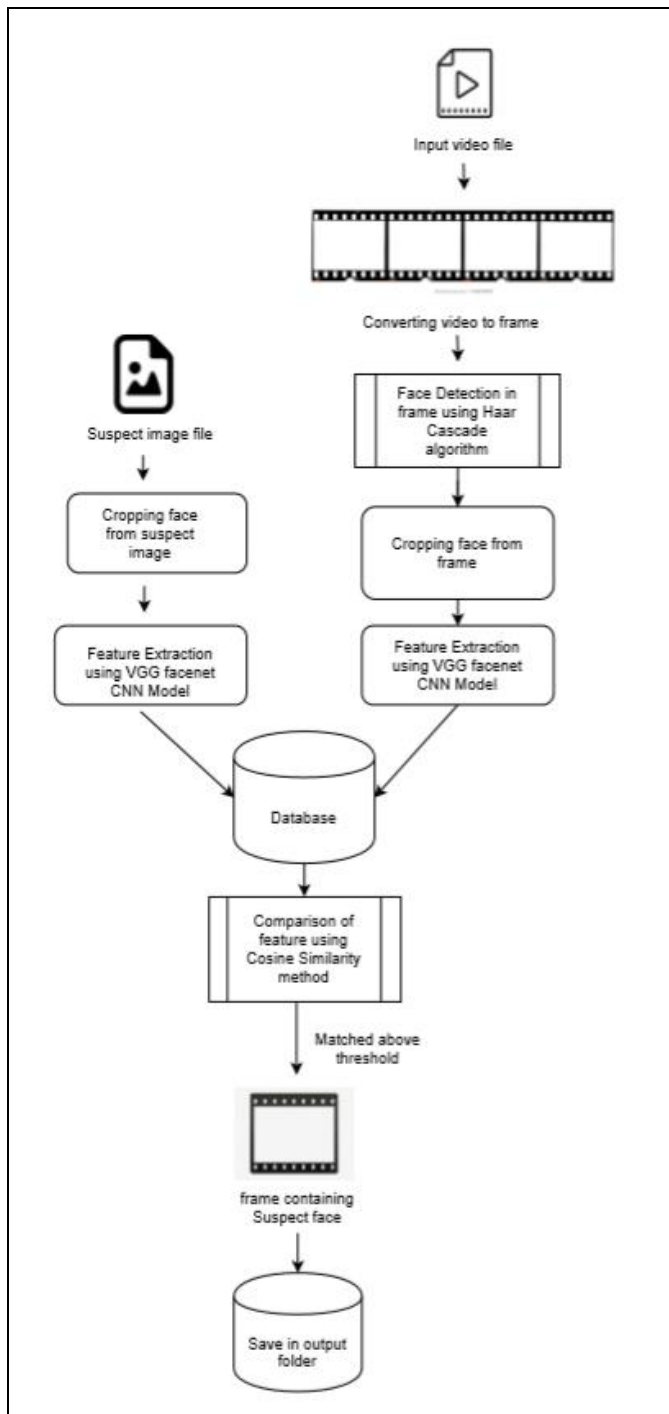 Input video file
Converting video to frame
Suspect image file
Face Detection in
frame using Haar
Cascade
algorithm
Cropping face
from suspect
image
Cropping face from
frame
Feature Extraction
using VGG facenet
CNN Model
Feature Extraction
using VGG facenet
CNN Model
Database
Comparison of
feature using
Cosine Similarity
method
Matched above
threshold
frame containing
Suspect face
Save in output
folder